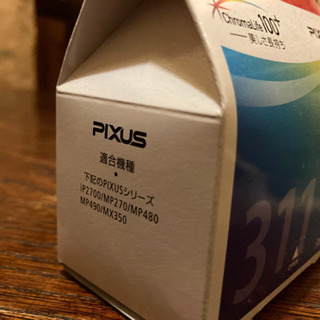 ChromaLife100+
美しさ長持ち
PIXUS
適合機種
下記のPIXUSシリーズ
iP2700/MP270/MP480
MP490/MX350
311